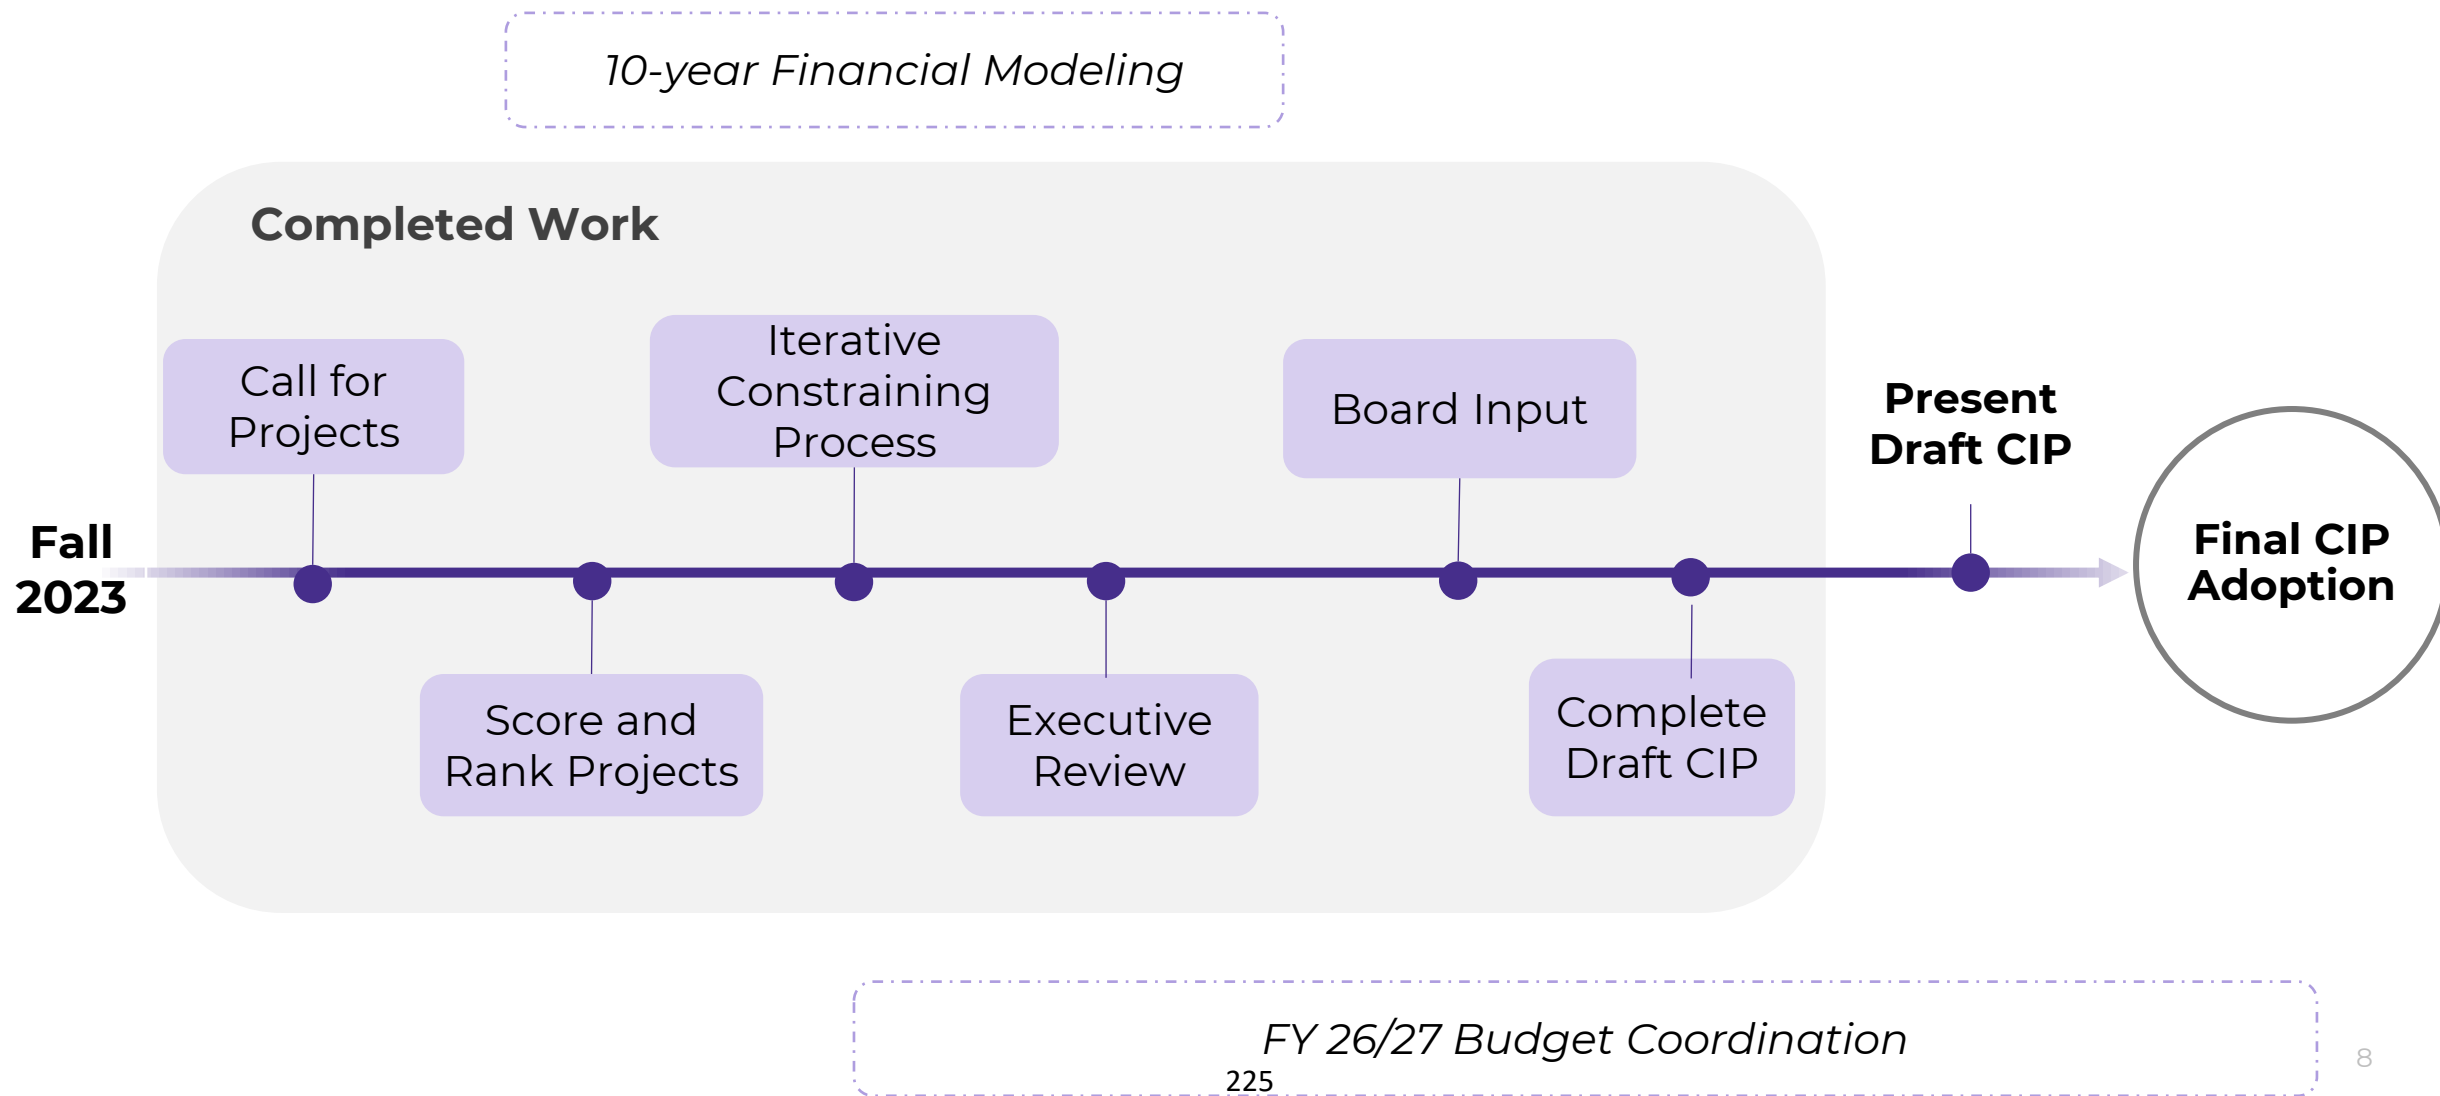 10-year Financial Modeling
Completed Work
Call for
Projects
Iterative
Constraining
Process
Board Input
Present
Draft CIP
Fall
2023
Final CIP
Adoption
Score and
Rank Projects
Executive
Review
Complete
Draft CIP
FY 26/27 Budget Coordination
225
8